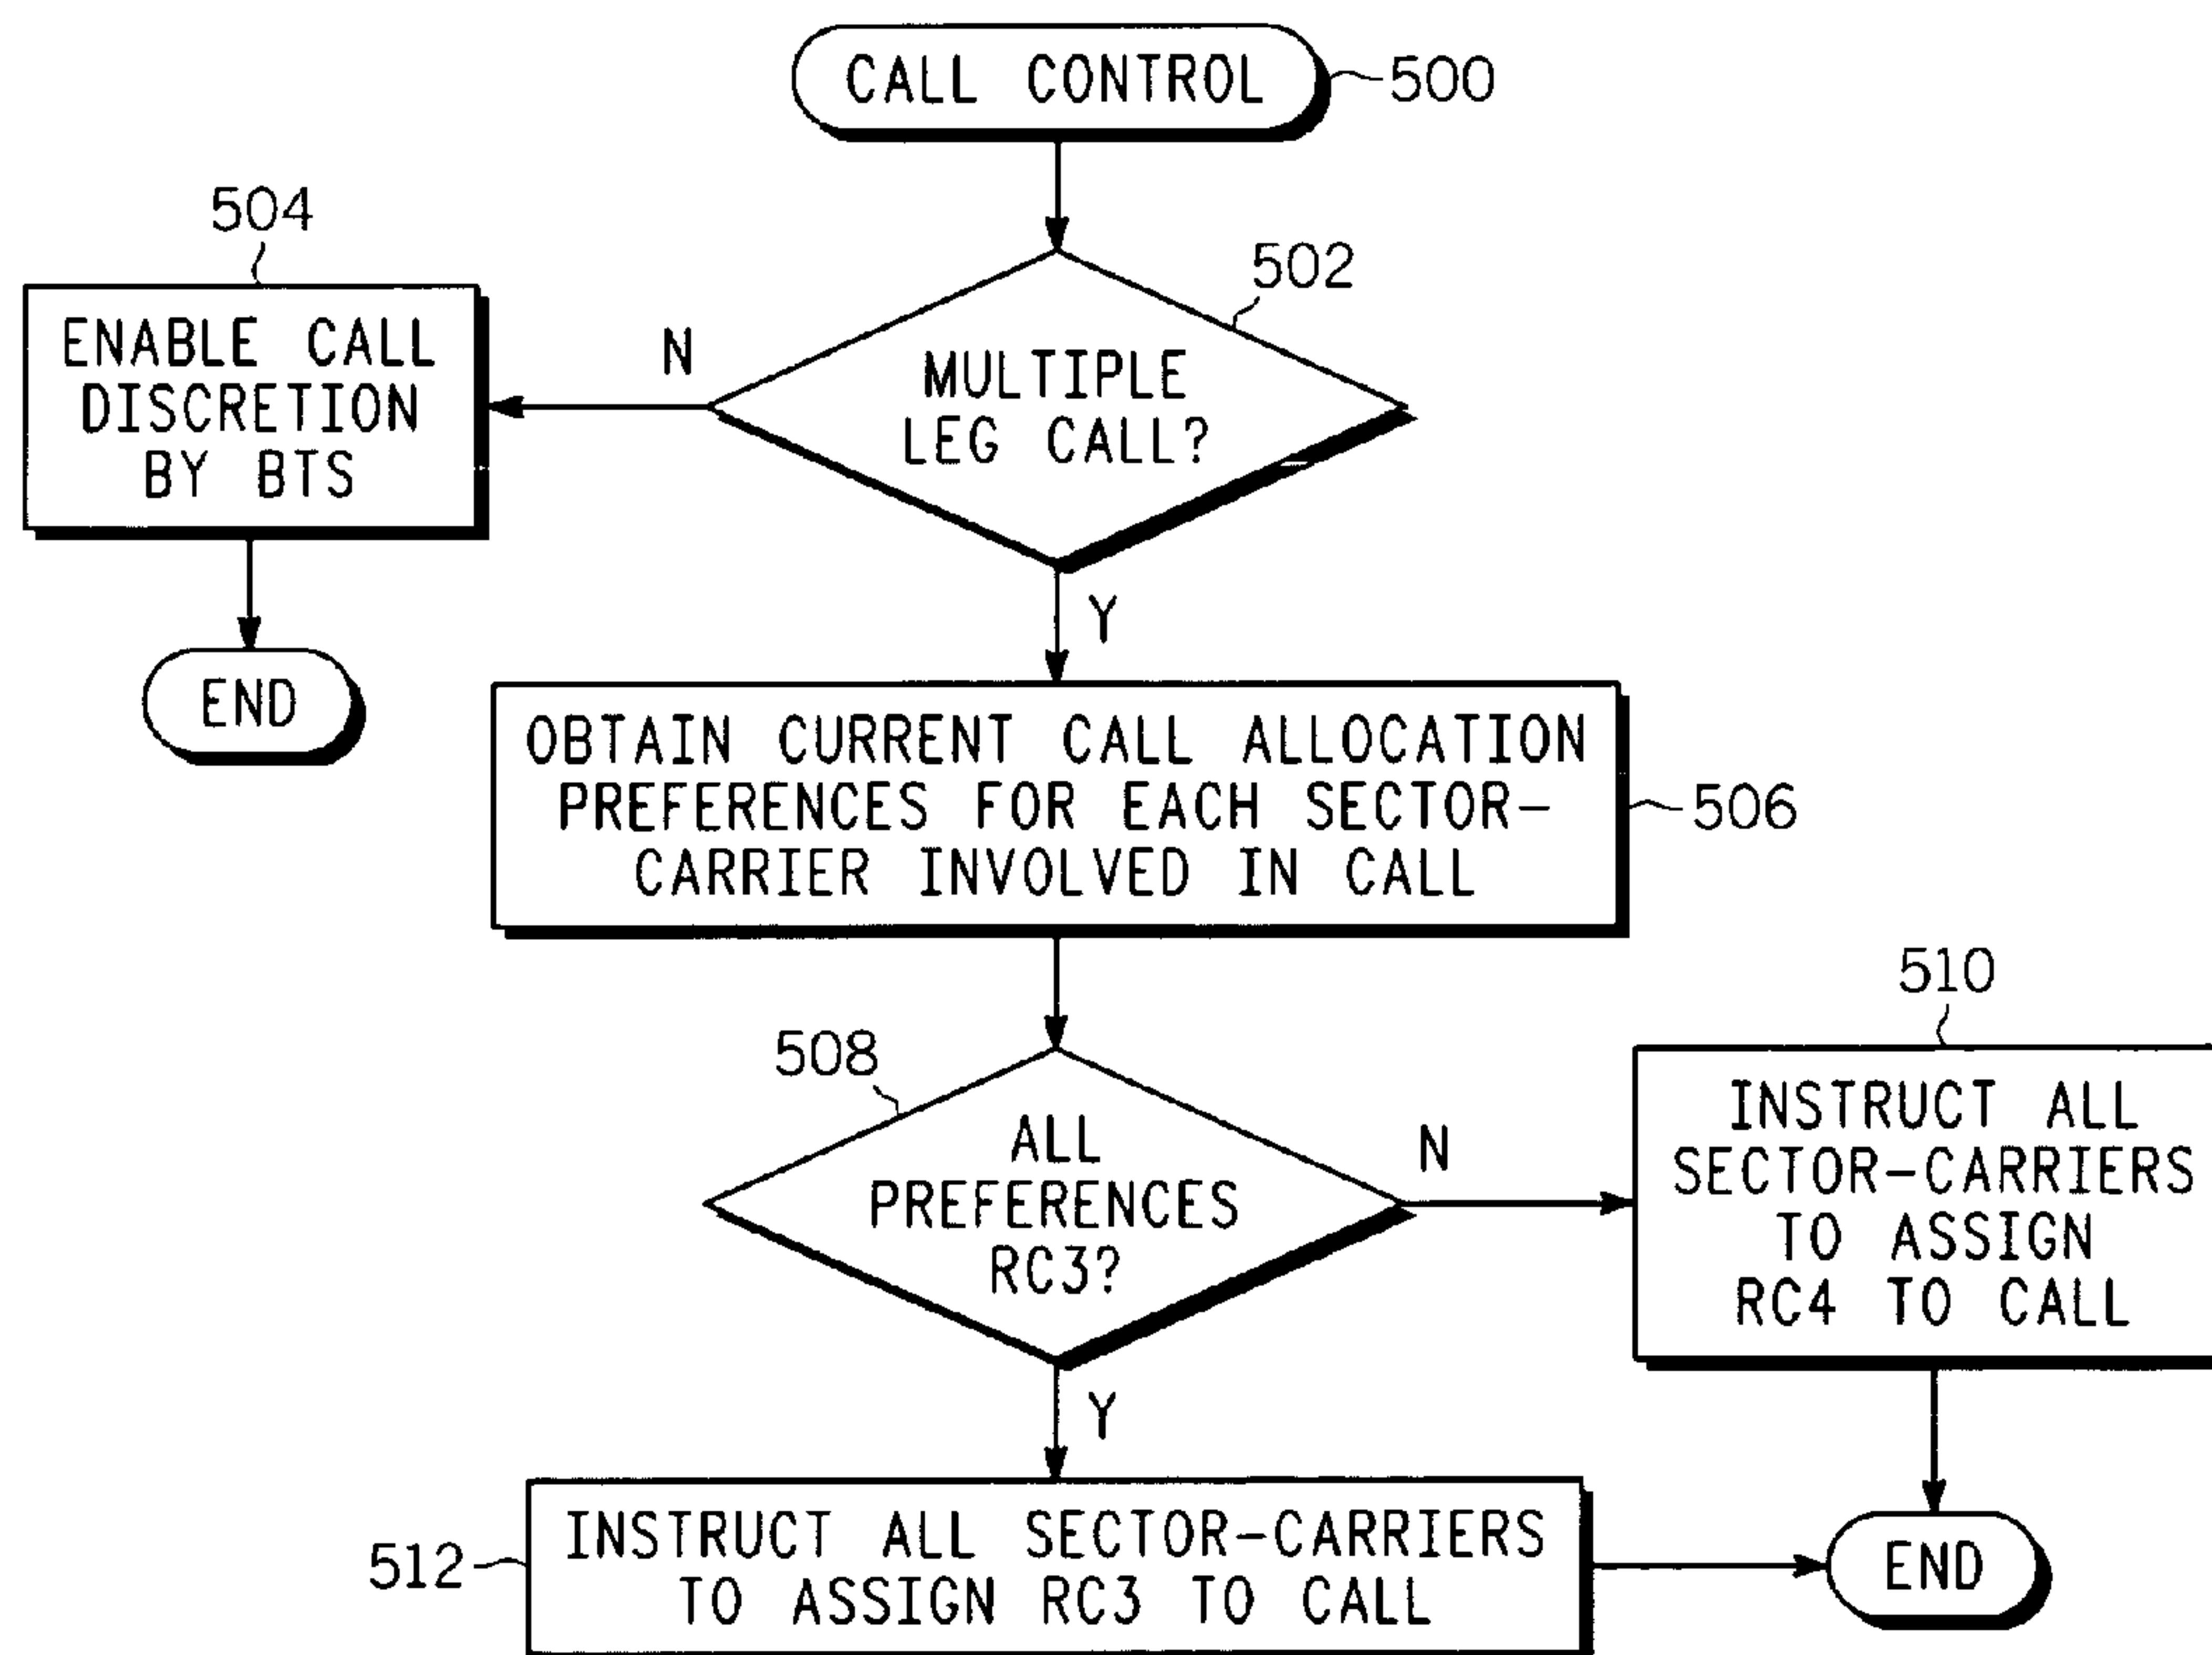 CALL CONTROL
500
504
502
ENABLE CALL
DISCRETION
BY BTS
N
MULTIPLE
LEG CALL?
Y
END
OBTAIN CURRENT CALL ALLOCATION
PREFERENCES FOR EACH SECTOR-
CARRIER INVOLVED IN CALL
506
508
510
ALL
PREFERENCES
RC3?
N
INSTRUCT ALL
SECTOR-CARRIERS
TO ASSIGN
RC4 TO CALL
Y
512
INSTRUCT ALL SECTOR-CARRIERS
TO ASSIGN RC3 TO CALL
END